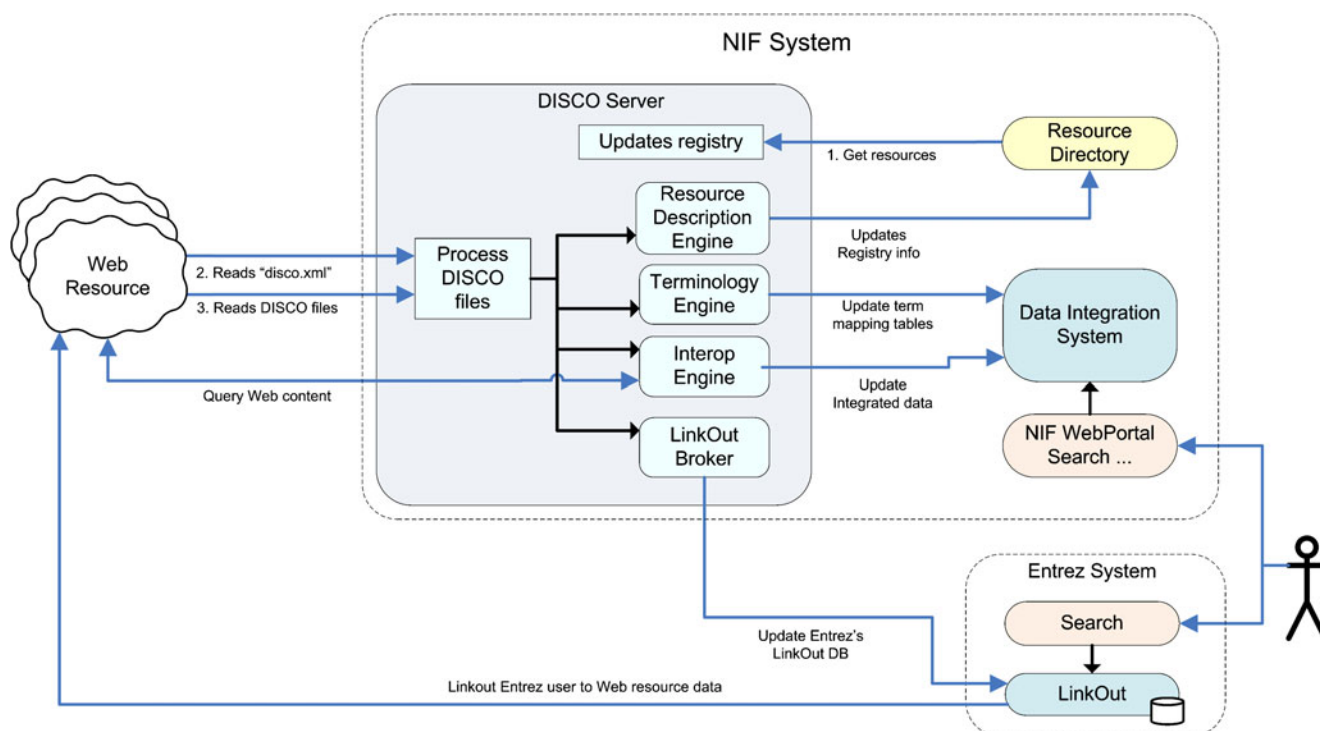 NIF System
DISCO Server
Updates registry
1. Get resources
Resource
Directory
Resource
Description
Engine
Updates
Registry info
Web
Resource
2. Reads “disco.xml”
3. Reads DISCO files
Process
DISCO
files
Terminology
Engine
Update term
mapping tables
Data Integration
System
Interop
Engine
Query Web content
Update
Integrated data
LinkOut
Broker
NIF WebPortal
Search ...
Entrez System
Search
Update Entrez’s
LinkOut DB
Linkout Entrez user to Web resource data
LinkOut